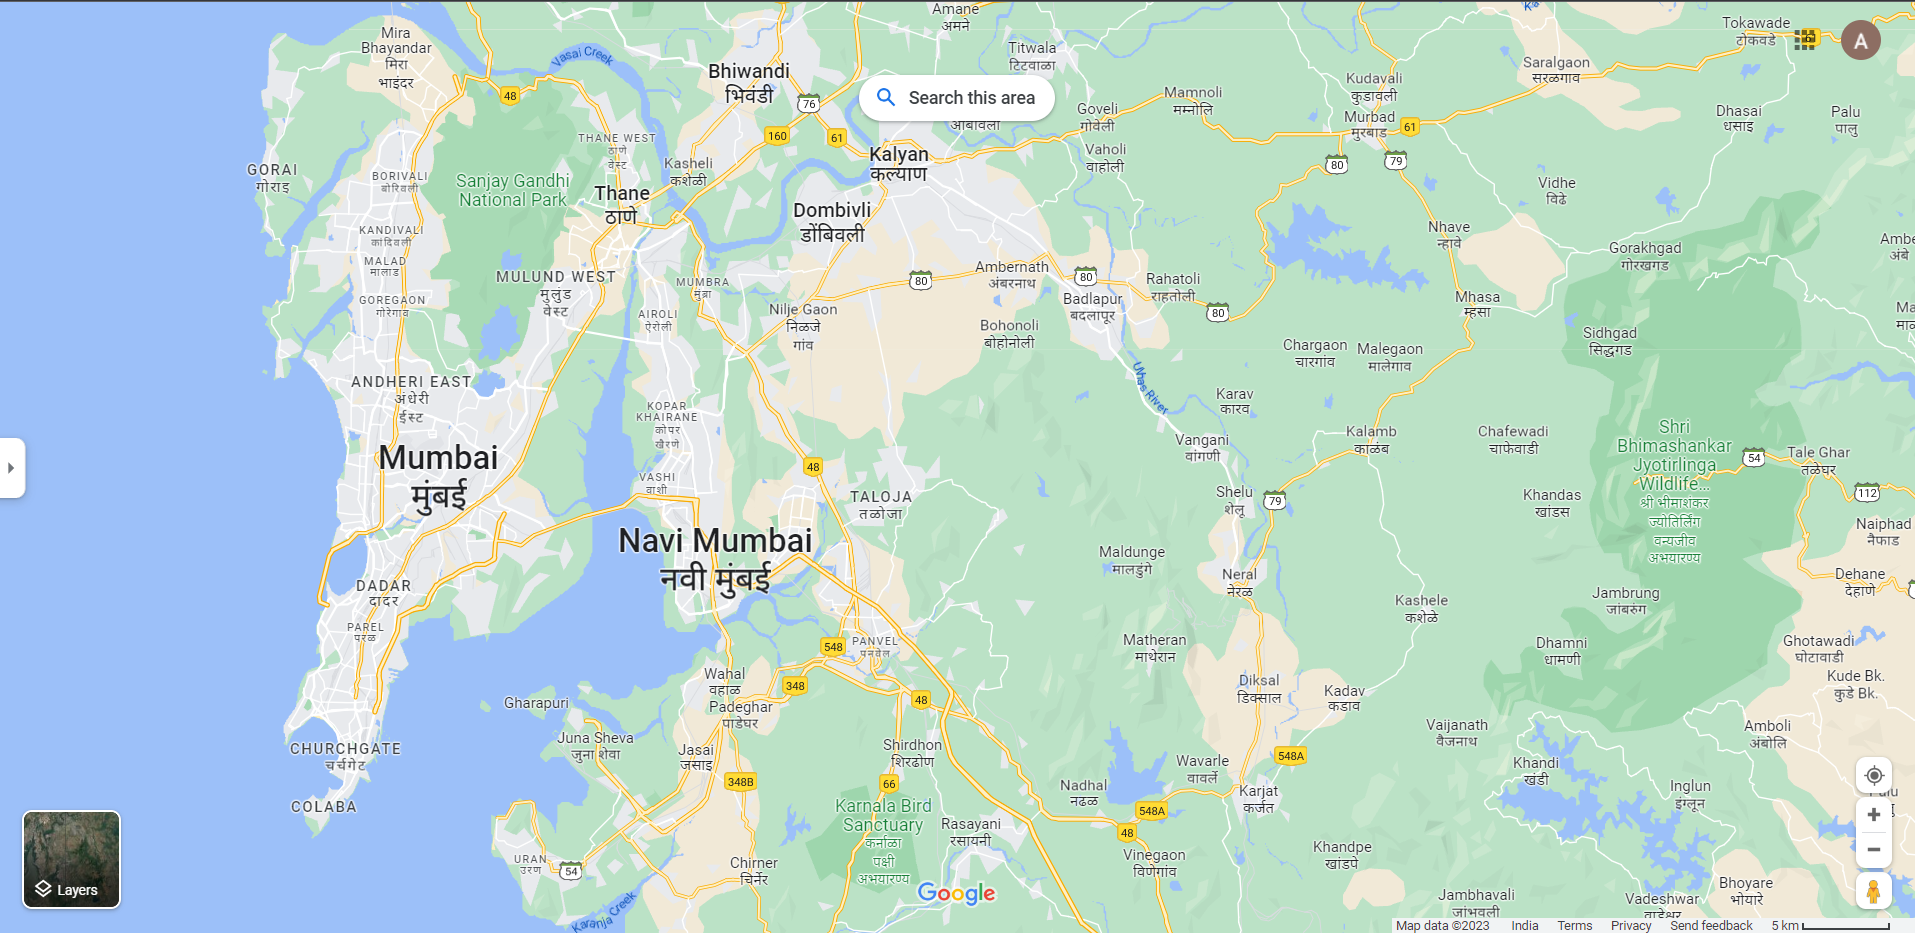 Amane
अमने
Tokawade
टोकवडे
A
Mira
Bhayandar
मिरा
भाइंदर
Vasai Creek
Titwala
टिटवाळा
Saralgaon
सरळगाव
Bhiwandi
भिवंडी
Kudavali
कुडावली
48
76
Search this area
Goveli
गोवेली
Mamnoli
मम्नोलि
Dhasai
धसाइ
Palu
पालु
160
61
आंबिवली
Murbad
मुरबाड
61
THANE WEST
ठाणे
वेस्ट
Kasheli
कशेळी
Kalyan
कल्याण
Vaholi
वाहोली
80
79
GORAI
गोराइ
BORIVALI
बोरिवली
Sanjay Gandhi
National Park
Thane
ठाणे
Vidhe
विढे
Dombivli
डोंबिवली
KANDIVALI
कांदिवली
Nhave
न्हावे
Gorakhgad
गोरखगड
MALAD
मालाड
MULUND WEST
मुलुंड
वेस्ट
MUMBRA
मुंब्रा
80
Ambernath
अंबरनाथ
80
Rahatoli
राहतोली
Badlapur
बदलापूर
Mhasa
म्हसा
GOREGAON
गोरेगाव
AIROLI
ऐरोली
Nilje Gaon
निळजे
गांव
Bohonoli
बोहोनोली
80
Sidhgad
सिद्धगड
Chargaon
चारगांव
Malegaon
मालेगाव
ANDHERI EAST
अंधेरी
ईस्ट
Ulhas River
Karav
कारव
KOPAR
KHAIRANE
कोपर
खैरणे
Vangani
वांगणी
Kalamb
काळंब
Chafewadi
चाफेवाडी
Shri
Bhimashankar
Jyotirlinga
Wildlife...
श्री भीमाशंकर
ज्योतिर्लिंग
वन्यजीव
अभयारण्य
54
Tale Ghar
तळेघर
Mumbai
मुंबई
48
VASHI
वाशी
TALOJA
तळोजा
Shelu
शेलू
79
Khandas
खांडस
112
Naiphad
नैफाड
Navi Mumbai
नवी मुंबई
Maldunge
मालडुंगे
Neral
नेरळ
Dehane
देहाणे
DADAR
दादर
Kashele
कशेळे
Jambrung
जांबरुंग
PAREL
परळ
548
PANVEL
पनवेल
Matheran
माथेरान
Dhamni
धामणी
Ghotawadi
घोटावाडी
Wahal
वहाळ
348
48
Diksal
डिक्साल
Kadav
कडाव
Kude Bk.
कुडे Bk.
Gharapuri
Padeghar
पाडेघर
Vaijanath
वैजनाथ
Amboli
अंबोलि
CHURCHGATE
चर्चगेट
Juna Sheva
जुना शेवा
Jasai
जसाइ
Shirdhon
शिरढोण
Wavarle
वावर्ले
548A
Khandi
खंडी
348B
66
Nadhal
नढळ
Karjat
कर्जत
Inglun
इंग्लून
COLABA
Karnala Bird
Sanctuary
कर्नाळा
पक्षी
अभयारण्य
Rasayani
रसायनी
548A
48
URAN
उरण
54
Chirner
चिर्नेर
Vinegaon
विणेगांव
Khandpe
खांडपे
Layers
Google
Karanja Creek
Jambhavali
जांभवली
Vadeshwar
वाडेश्वर
Bhoyare
भोयारे
Map data ©2023
India
Terms
Privacy
Send feedback
5 km